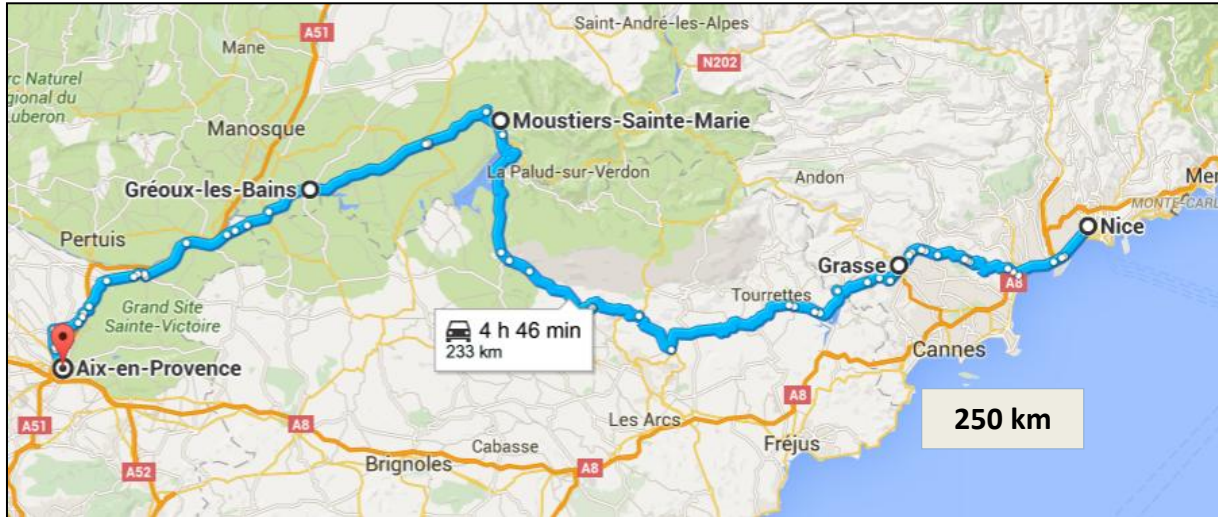 Saint-André-les-Alpes
A51
Mane
N202
arc Naturel
gional du
uberon
Manosque
Moustiers-Sainte-Marie
La Palud-sur-Verdon
Andon
Gréoux-les-Bains
Mer
MONTE-CARL
Nice
Pertuis
Grasse
A8
Tourrettes
Grand Site
Sainte-Victoire
4 h 46 min
233 km
Cannes
Aix-en-Provence
A8
250 km
A51
A8
Les Arcs
Fréjus
Cabasse
Brignoles
A8
A52